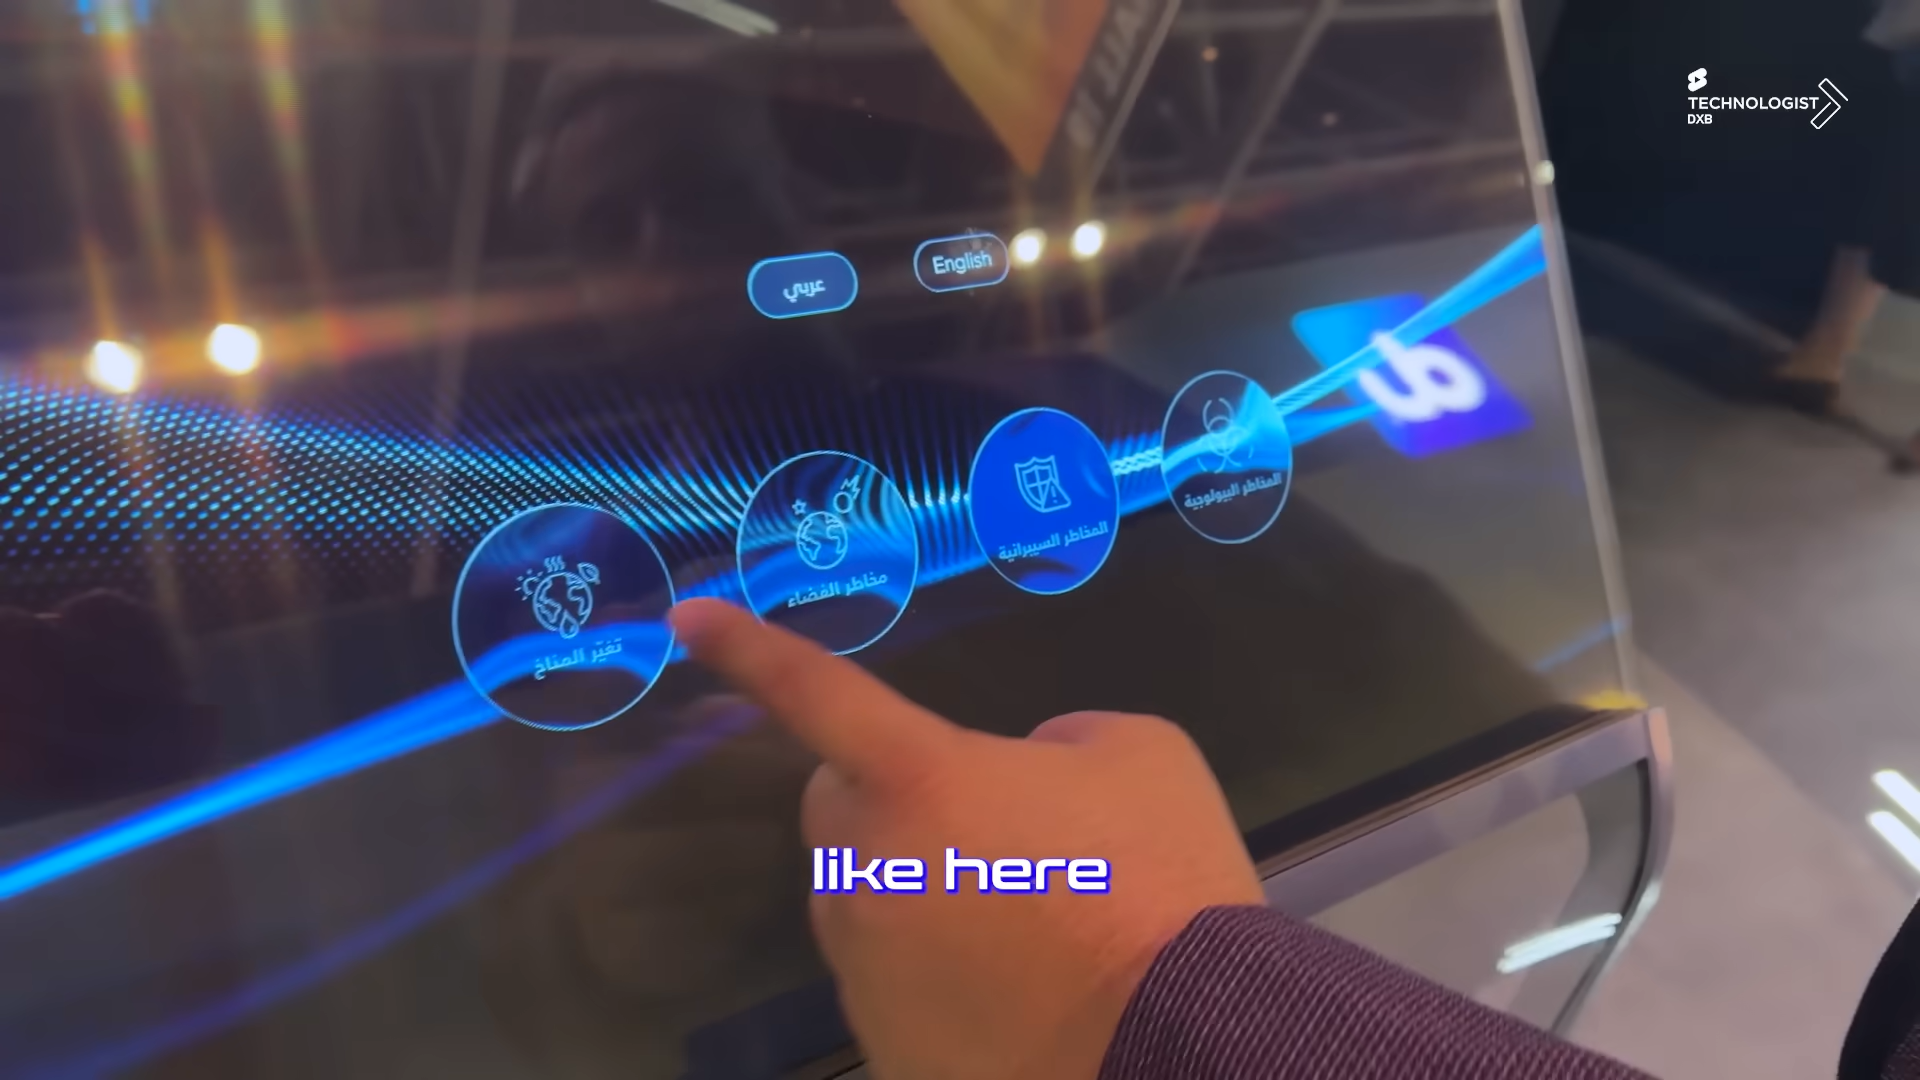 TECHNOLOGIST
DXB
عربي
English
المخاطر البيولوجية
المخاطر السيبرانية
مخاطر الفضاء
تغيّر المناخ
like here